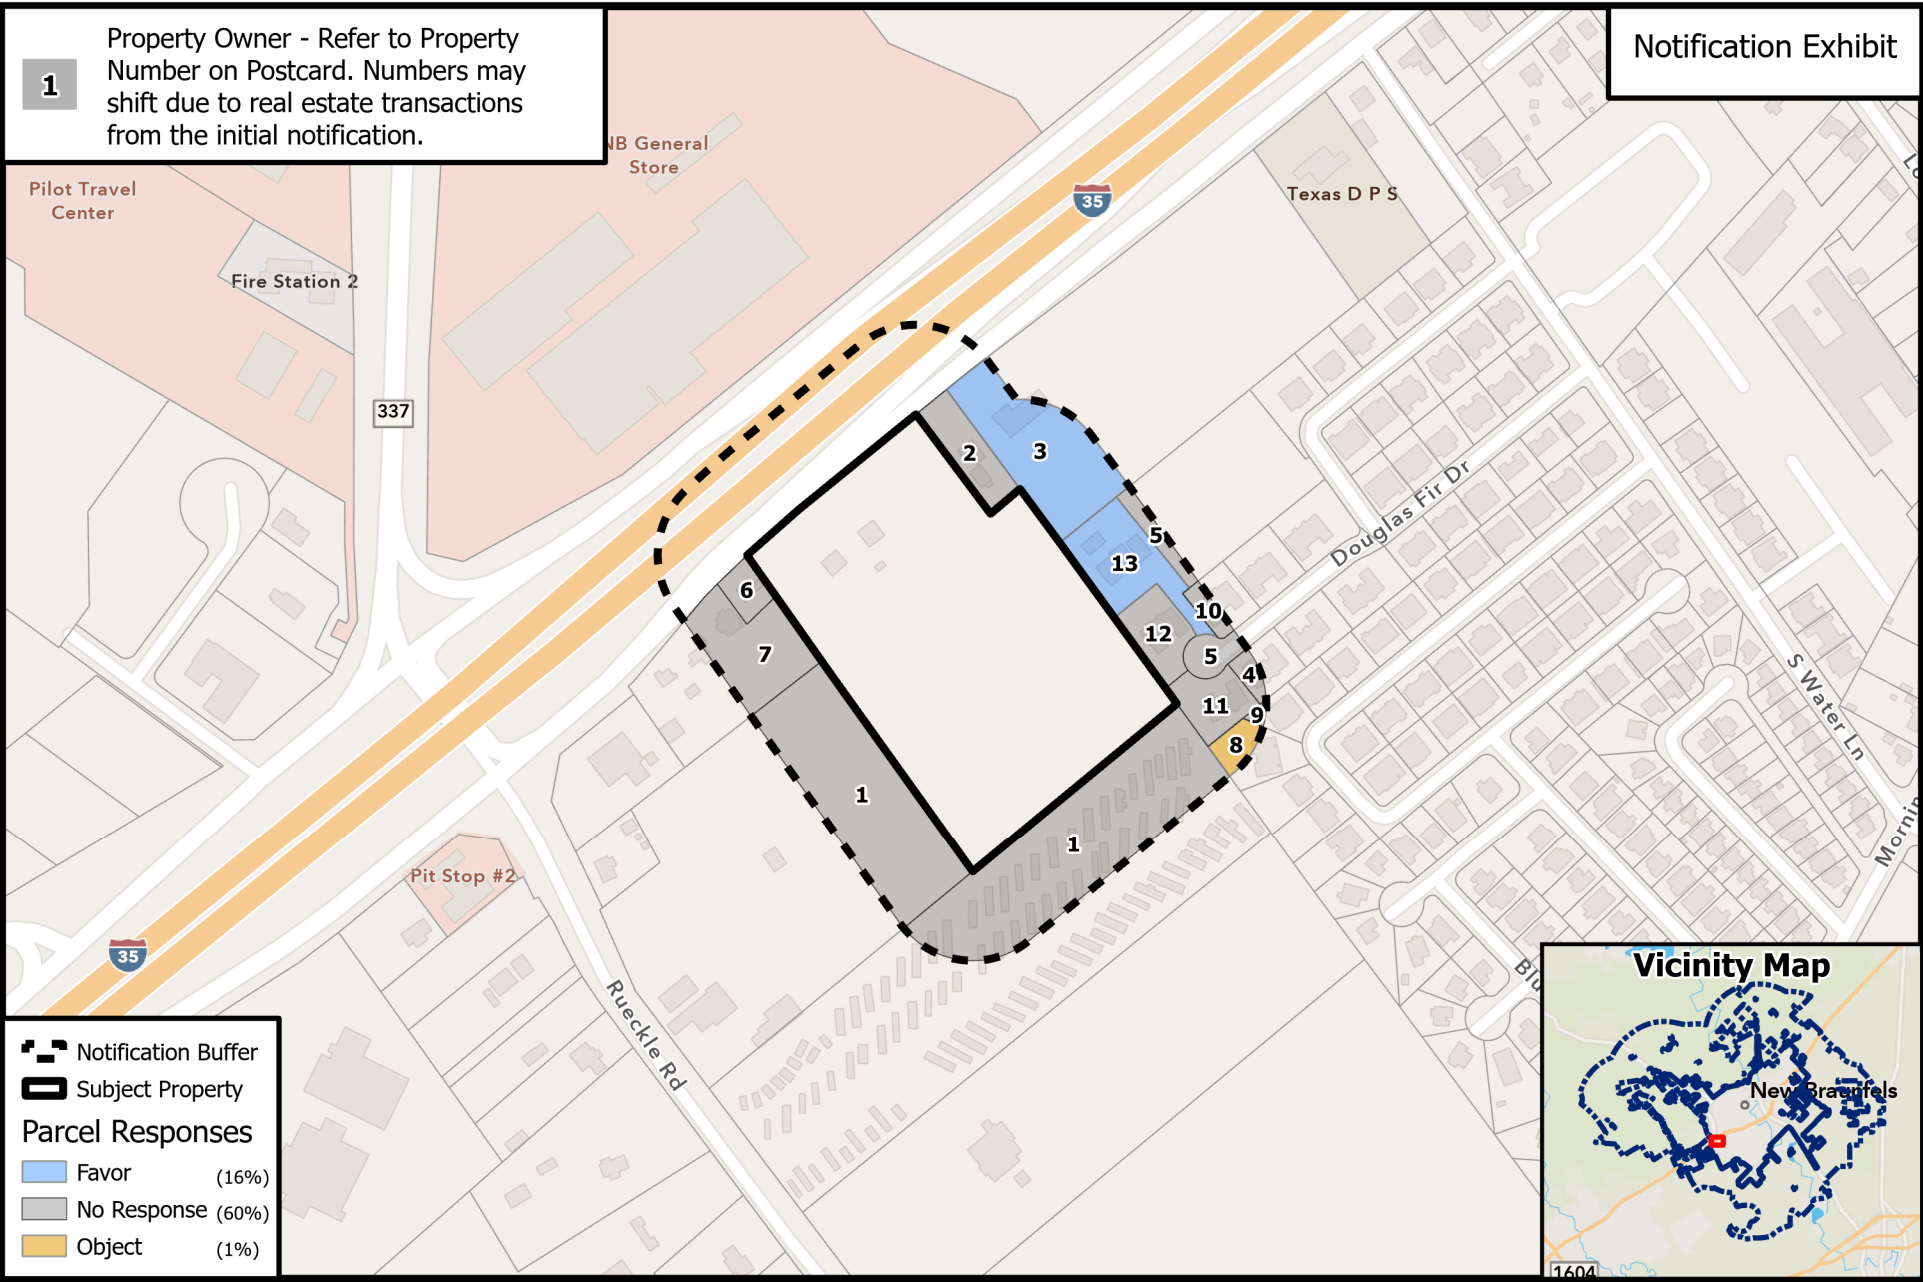 1
Property Owner - Refer to Property
Number on Postcard. Numbers may
shift due to real estate transactions
from the initial notification.
Notification Exhibit
NB General
Store
Pilot Travel
Center
Fire Station 2
Texas D P S
35
337
2
3
5
13
10
12
5
4
11
9
8
6
7
1
1
Douglas Fir Dr
S Water Ln
Pit Stop #2
35
Rueckle Rd
Notification Buffer
Subject Property
Parcel Responses
Favor (16%)
No Response (60%)
Object (1%)
Vicinity Map
New Braunfels
1604